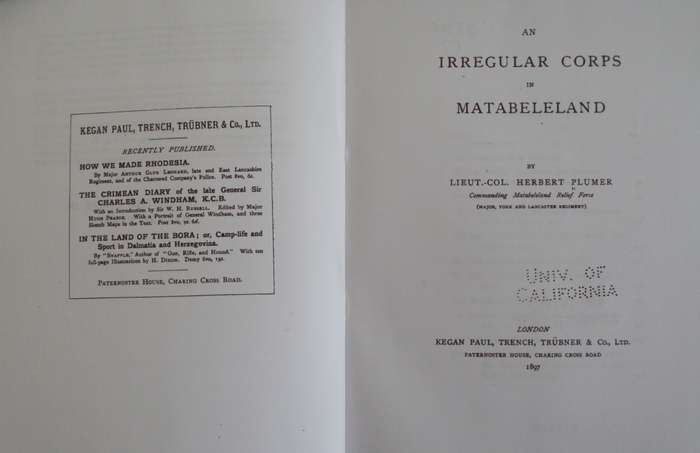 KEGAN PAUL, TRENCH, TRÜBNER & Co., LTD.
RECENTLY PUBLISHED.
HOW WE MADE RHODESIA.
By Major ARTHUR GLYN LEONARD, late 2nd East Lancashire
Regiment, and of the Chartered Company's Police. Post 8vo, 6s.
THE CRIMEAN DIARY of the late General Sir
CHARLES A. WINDHAM, K.C.B.
With an Introduction by Sir W. H. RUSSELL. Edited by Major
HUGH PEARSE. With a Portrait of General Windham, and three
Sketch Maps in the Text. Post 8vo, 7s. 6d.
IN THE LAND OF THE BORA; or, Camp-life and
Sport in Dalmatia and Herzegovina.
By "SNAFFLE," Author of "Gun, Rifle, and Hound." With ten
full-page Illustrations by H. DIXON. Demy 8vo, 15s.
PATERNOSTER HOUSE, CHARING CROSS ROAD.
AN
IRREGULAR CORPS
IN
MATABELELAND
BY
LIEUT.-COL. HERBERT PLUMER
Commanding Matabeleland Relief Force
(MAJOR, YORK AND LANCASTER REGIMENT)
UNIV. OF
CALIFORNIA
LONDON
KEGAN PAUL, TRENCH, TRÜBNER & Co., LTD.
PATERNOSTER HOUSE, CHARING CROSS ROAD
1897